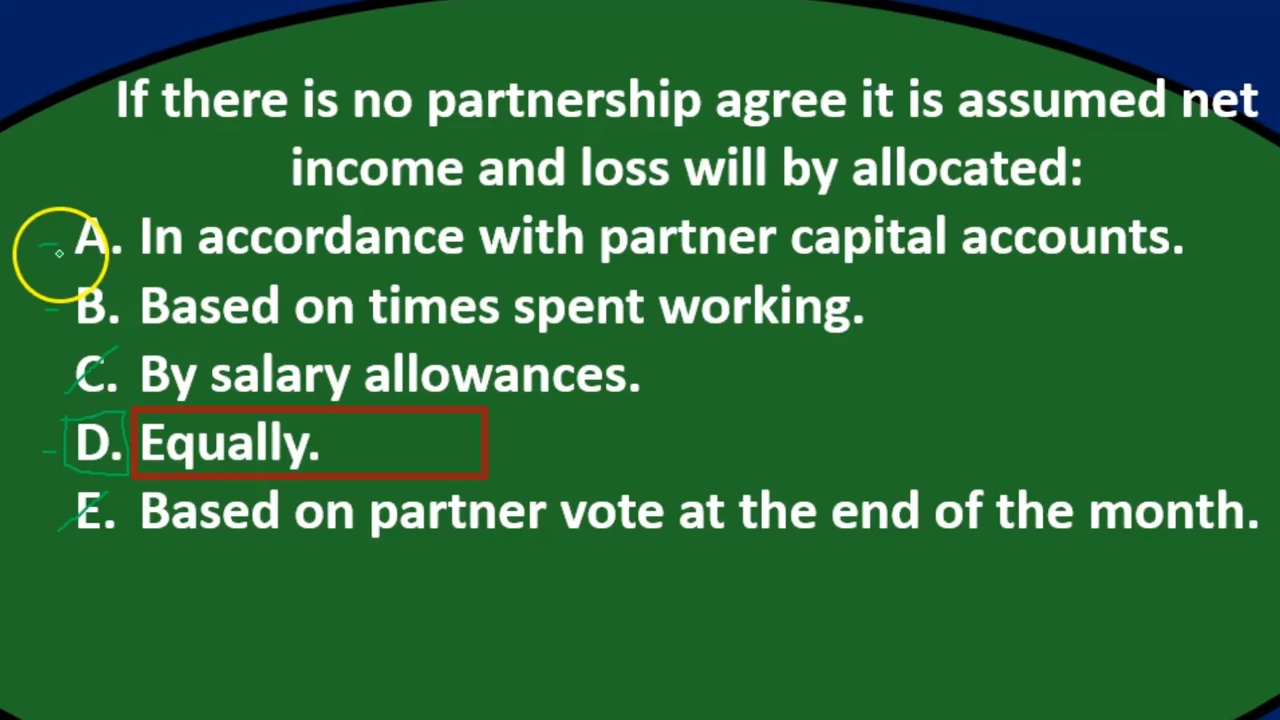 If there is no partnership agree it is assumed net
income and loss will by allocated:
A. In accordance with partner capital accounts.
B. Based on times spent working.
C. By salary allowances.
D. Equally.
E. Based on partner vote at the end of the month.